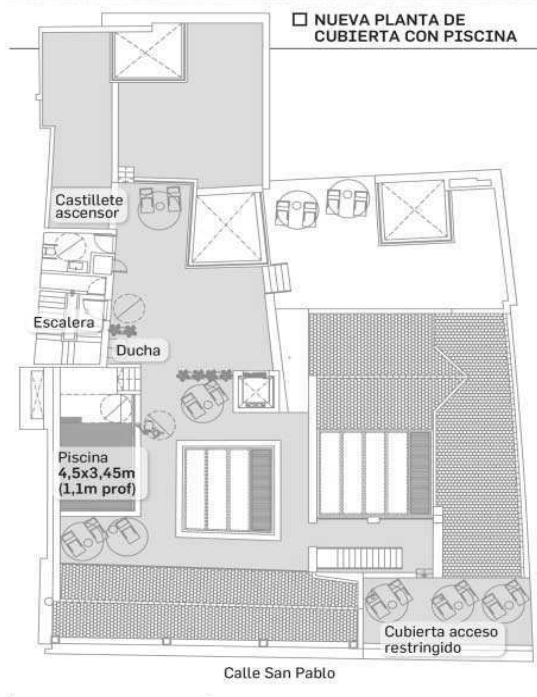 NUEVA PLANTA DE
CUBIERTA CON PISCINA
Castillete
ascensor
Escalera
Ducha
Piscina
4,5x3,45m
(1,1m prof)
Cubierta acceso
restringido
Calle San Pablo